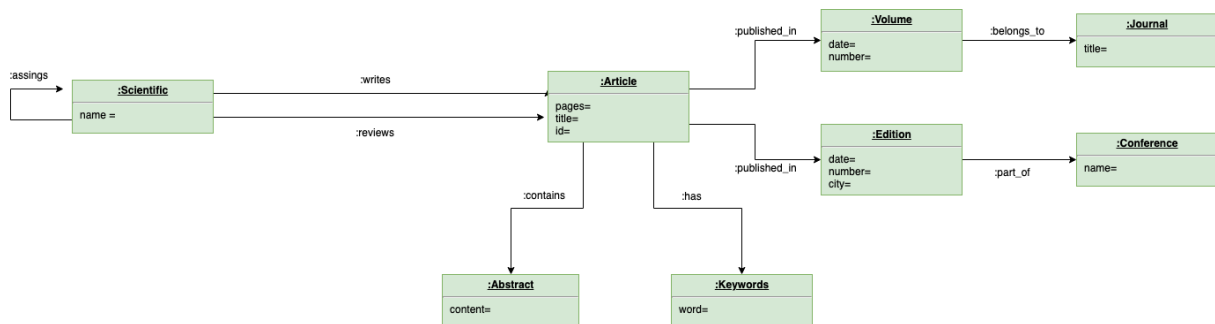 :assings
:Scientific
name =
:writes
:reviews
:Article
pages=
title=
id=
:published_in
:Volume
date=
number=
:belongs_to
:Journal
title=
:published_in
:Edition
date=
number=
city=
:part_of
:Conference
name=
:contains
:has
:Abstract
content=
:Keywords
word=